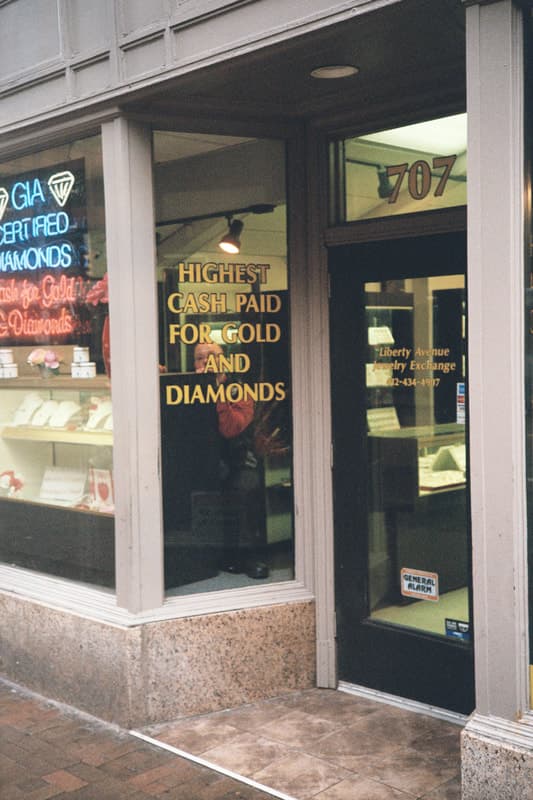 GIA
CERTIFIED
DIAMONDS
Cash for Gold
& Diamonds
HIGHEST
CASH PAID
FOR GOLD
AND
DIAMONDS
707
Liberty Avenue
Jewelry Exchange
412-434-4907
GENERAL
ALARM